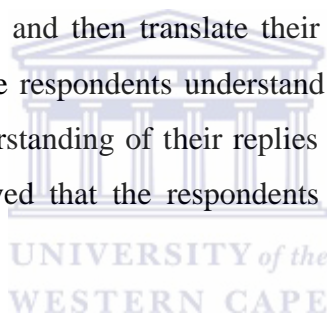 and then translate their
e respondents understand
rstanding of their replies
ved that the respondents
UNIVERSITY of the
WESTERN CAPE